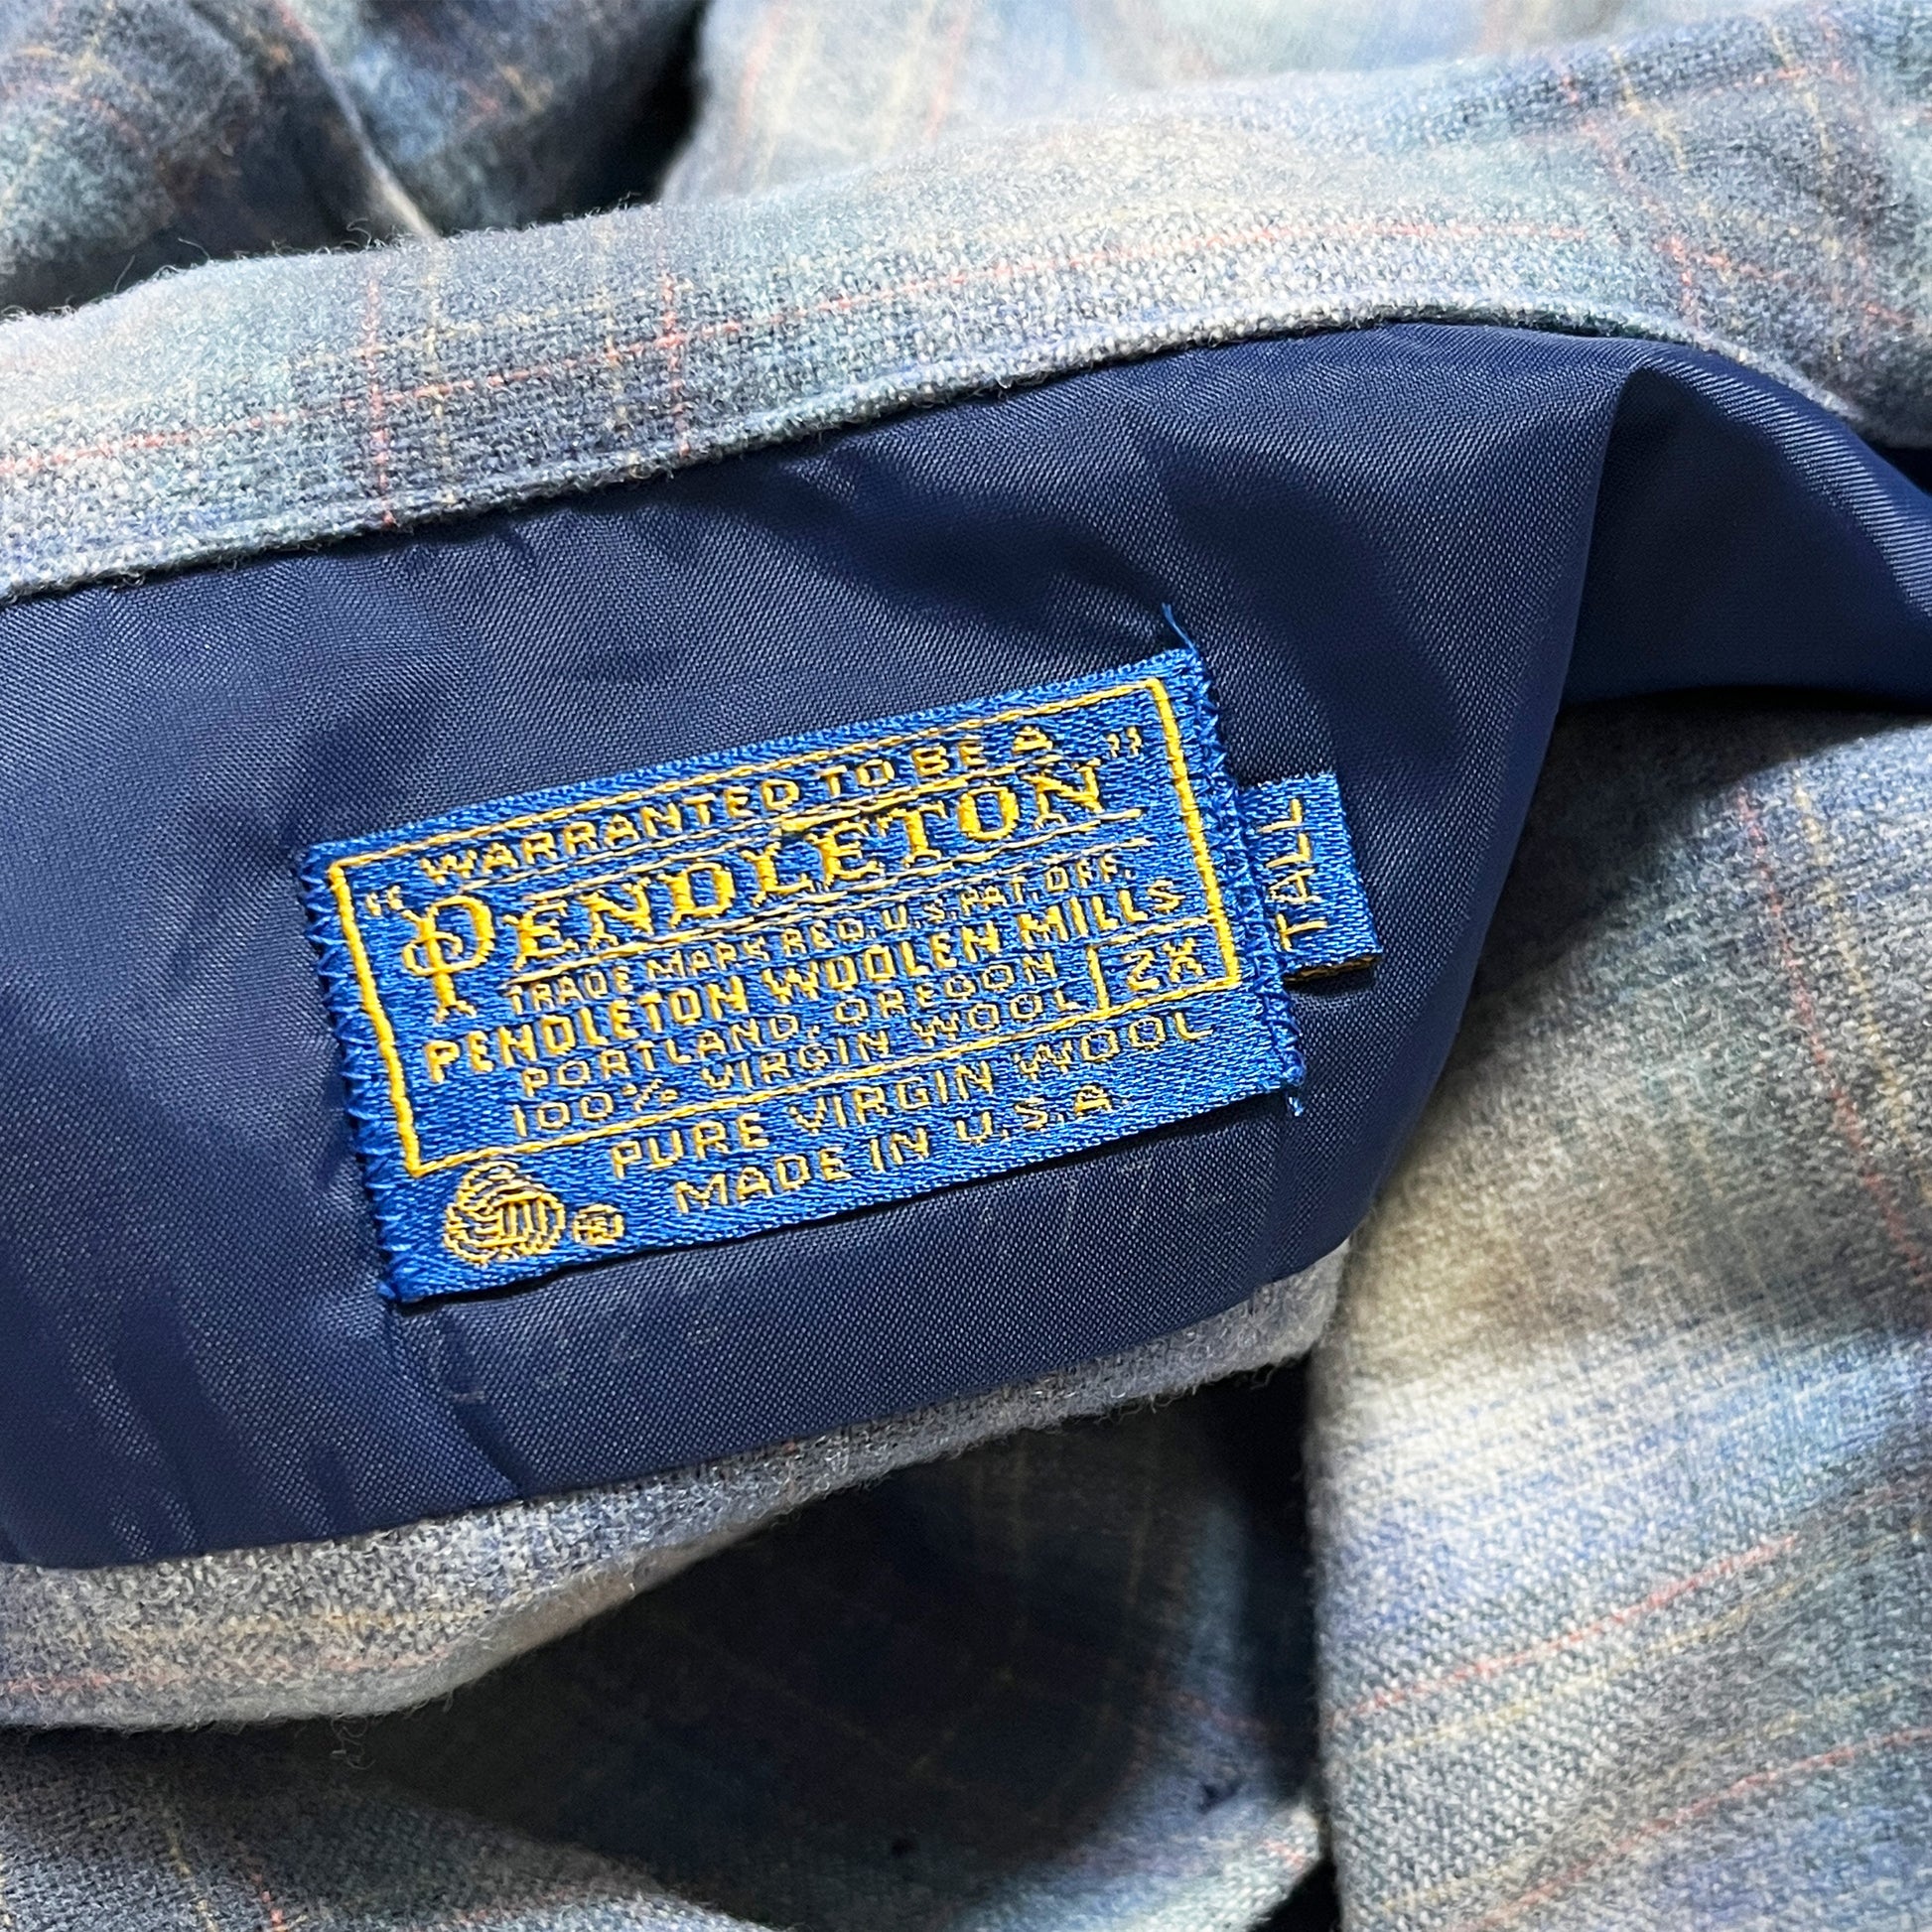 WARRANTED TO BE A
"PENDLETON"
TRADE MARK REG. U.S. PAT. OFF.
PENDLETON WOOLEN MILLS
PORTLAND, OREGON
100% VIRGIN WOOL
2X
PURE VIRGIN WOOL
MADE IN U.S.A.
TALL